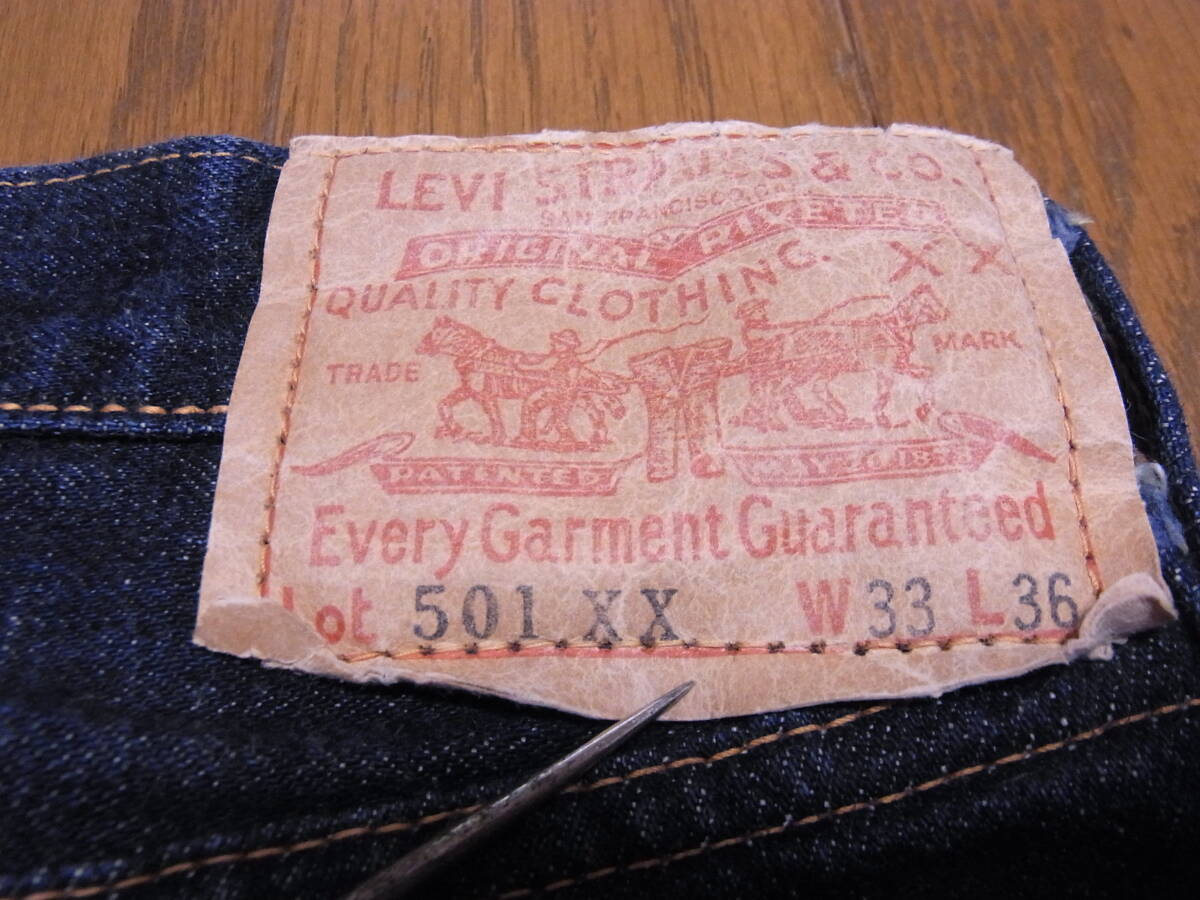 LEVI STRAUSS & CO.
SAN FRANCISCO, CAL.
ORIGINAL RIVETED
QUALITY CLOTHING. XX
TRADE MARK
PATENTED MAY 20 1873
Every Garment Guaranteed
Lot 501 XX W 33 L 36